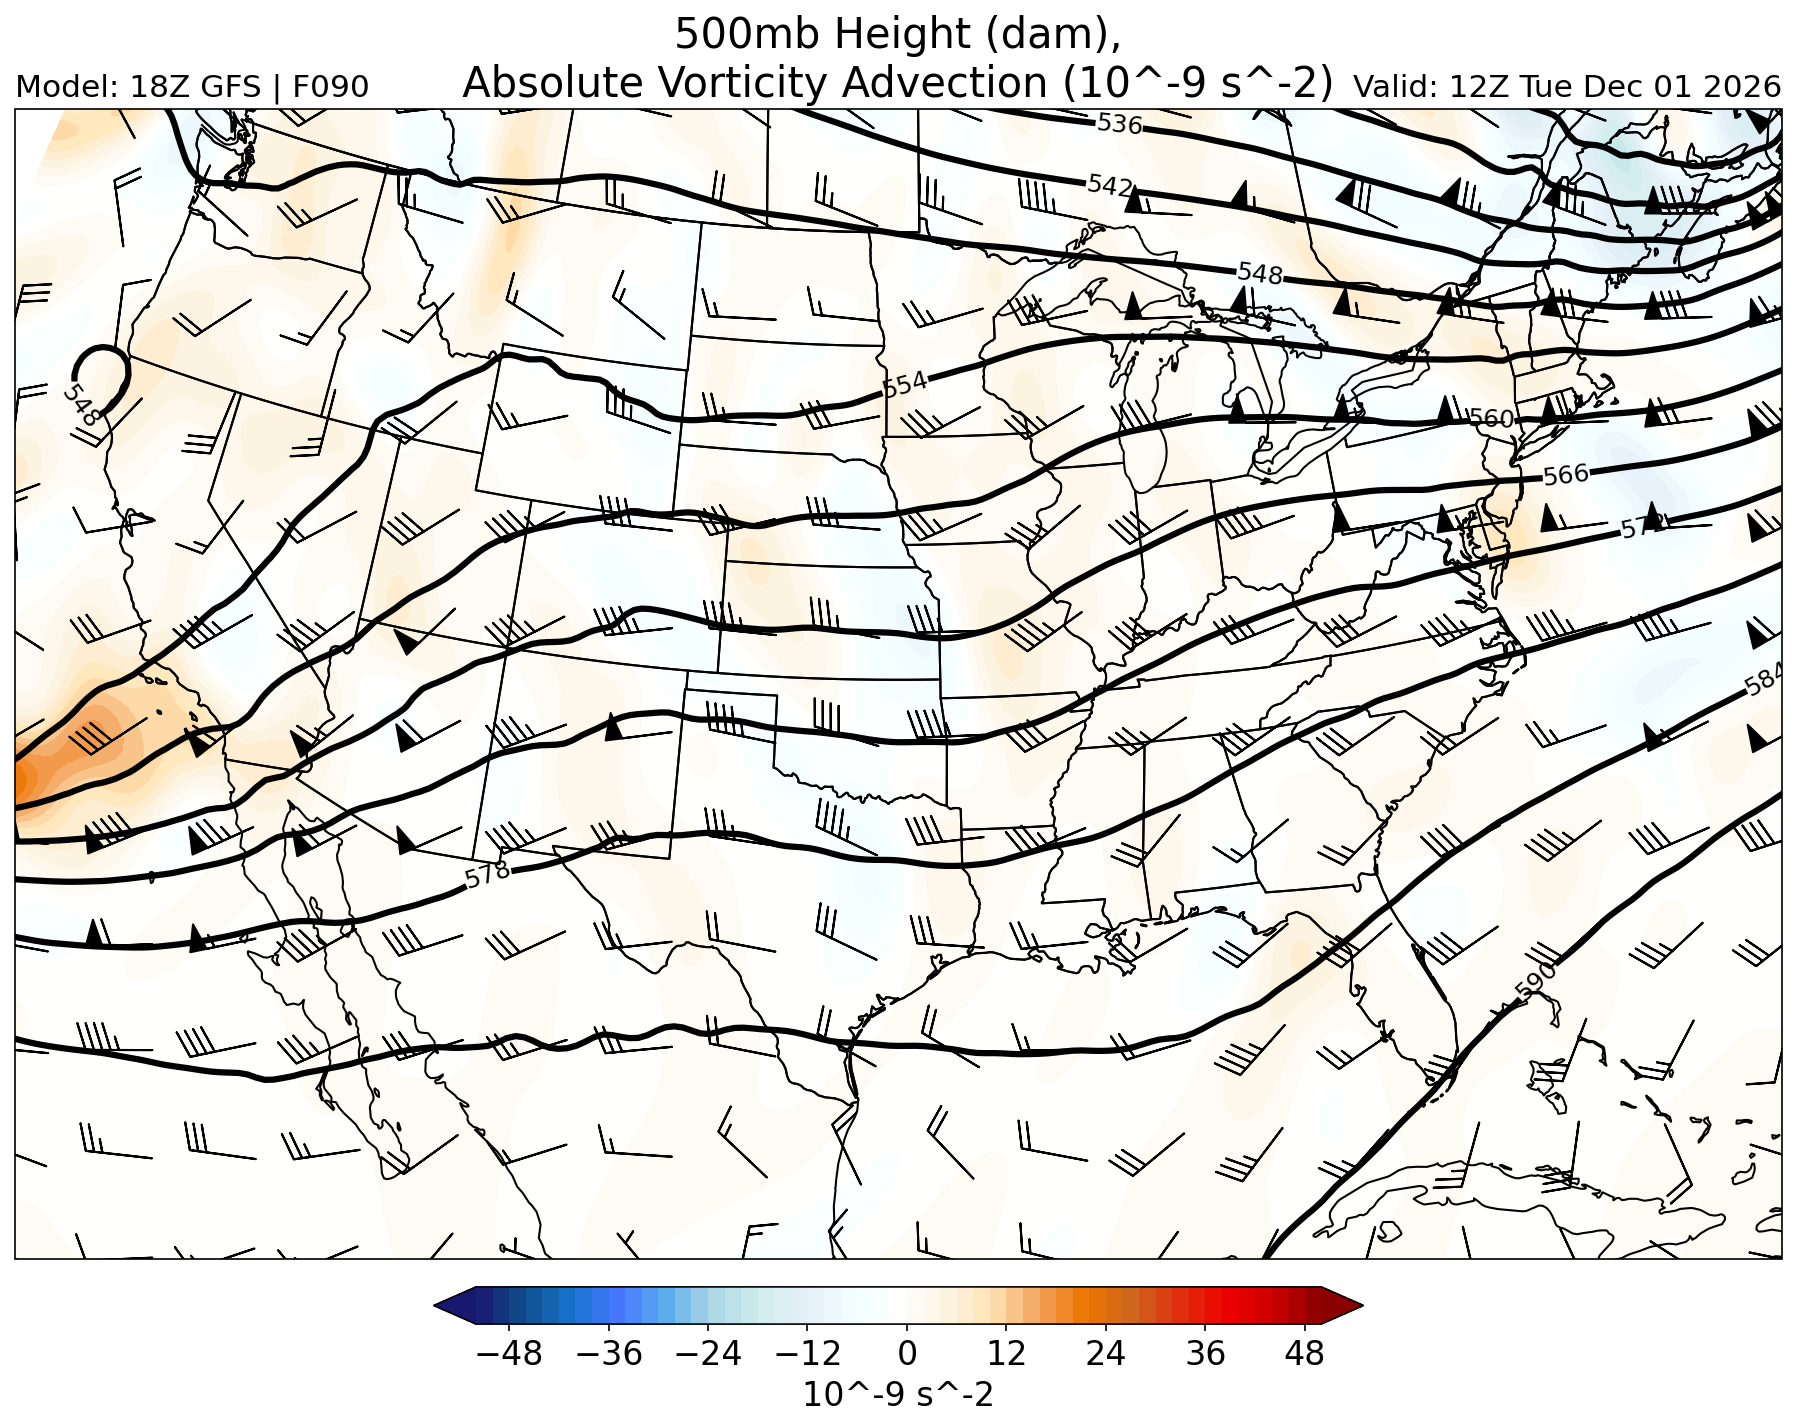 500mb Height (dam),
Model: 18Z GFS | F090
Absolute Vorticity Advection (10^-9 s^-2)
Valid: 12Z Tue Dec 01 2026
536
542
548
548
554
560
566
572
584
578
590
−48 −36 −24 −12 0 12 24 36 48
10^-9 s^-2